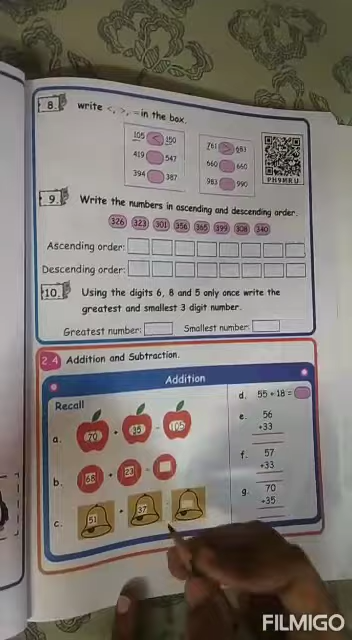 8. write <, >, = in the box.
105 < 150
761 > 681
419 547
660 660
394 387
983 990
PH9MRU
9. Write the numbers in ascending and descending order.
326 323 301 356 365 399 308 340
Ascending order:
Descending order:
10. Using the digits 6, 8 and 5 only once write the
greatest and smallest 3 digit number.
Greatest number: Smallest number:
2.4 Addition and Subtraction.
Addition
Recall
a. 70 + 35 = 105
b. 68 + 23 =
c. 51 + 37
d. 55 + 18 =
e. 56
+33
f. 57
+33
g. 70
+35
FILMIGO